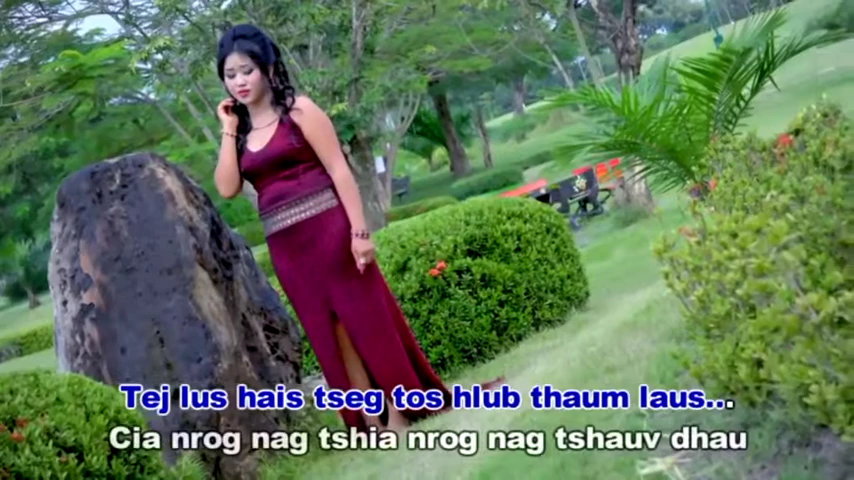 Tej lus hais tseg tos hlub thaum laus...
Cia nrog nag tshia nrog nag tshauv dhau